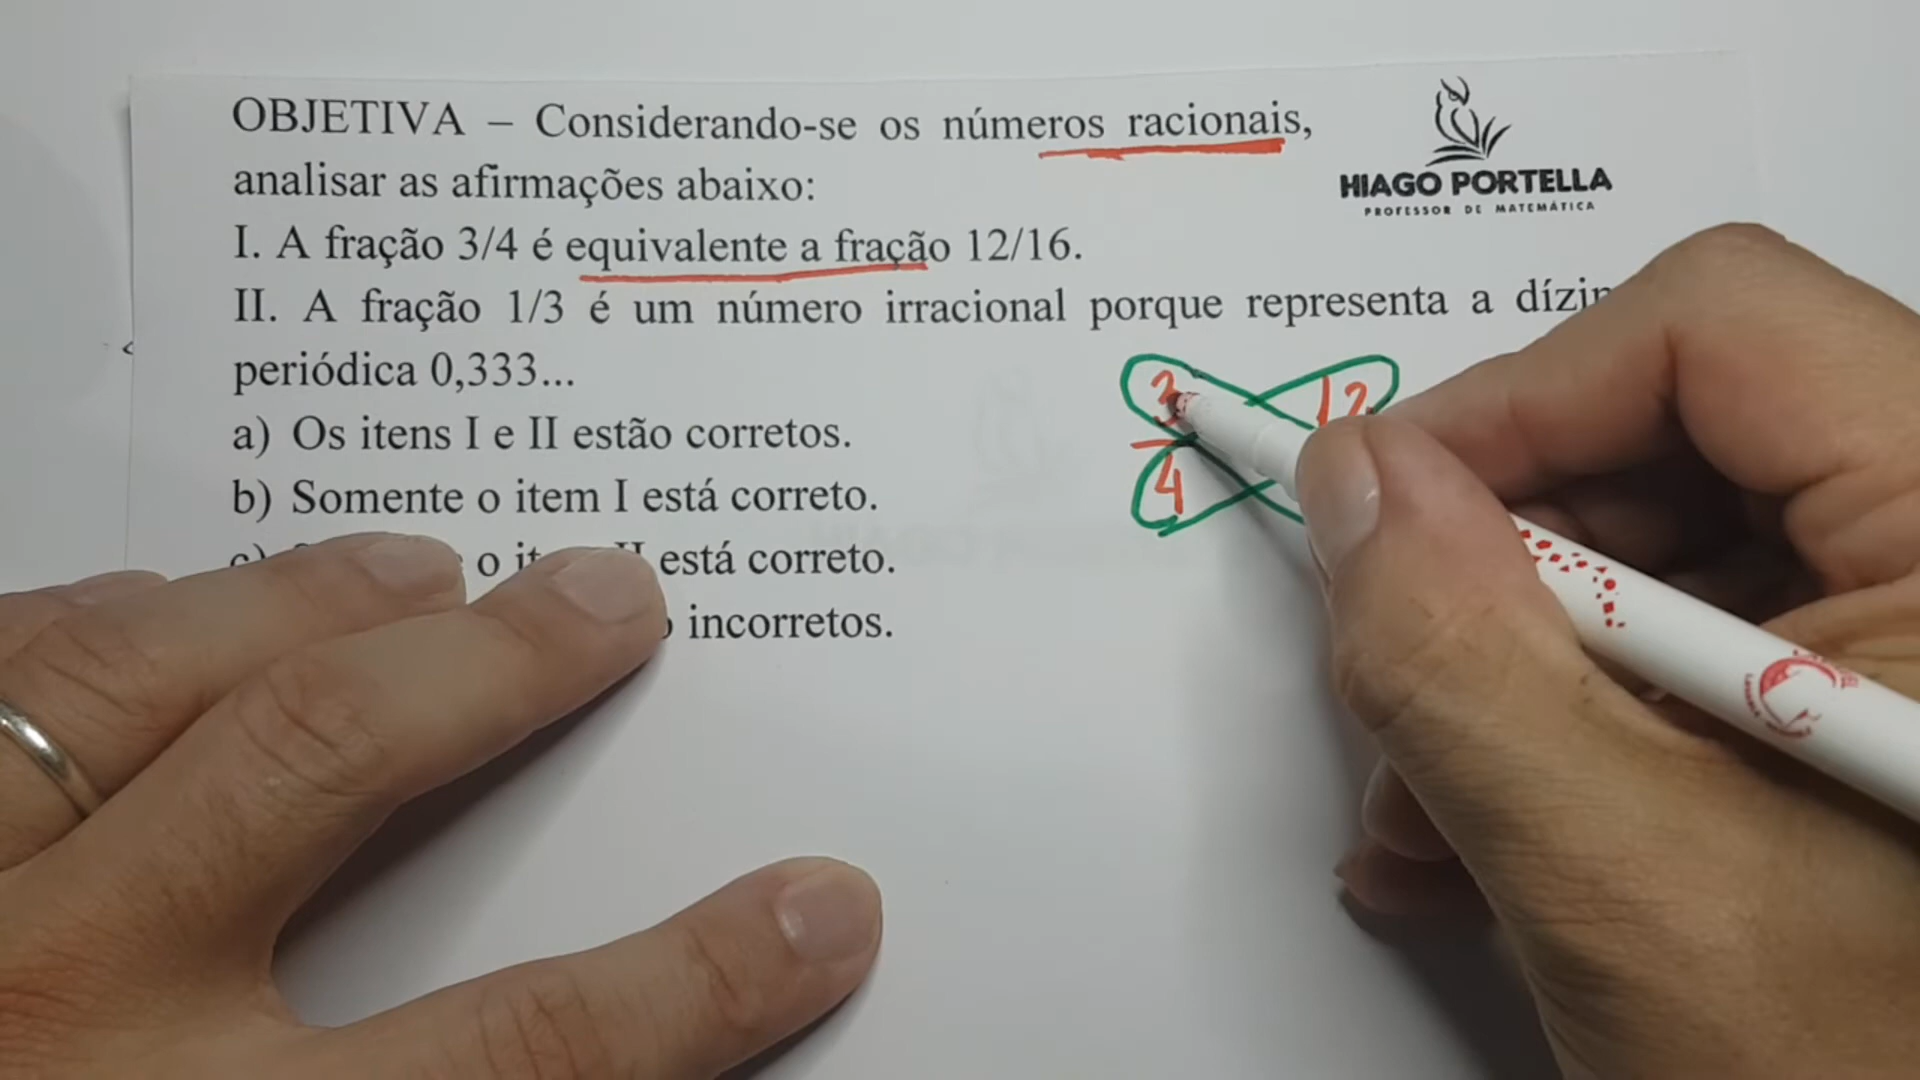 OBJETIVA – Considerando-se os números racionais,
analisar as afirmações abaixo:
HIAGO PORTELLA
PROFESSOR DE MATEMÁTICA
I. A fração 3/4 é equivalente a fração 12/16.
II. A fração 1/3 é um número irracional porque representa a
periódica 0,333...
3 12
4
a) Os itens I e II estão corretos.
b) Somente o item I está correto.
o II está correto.
incorretos.